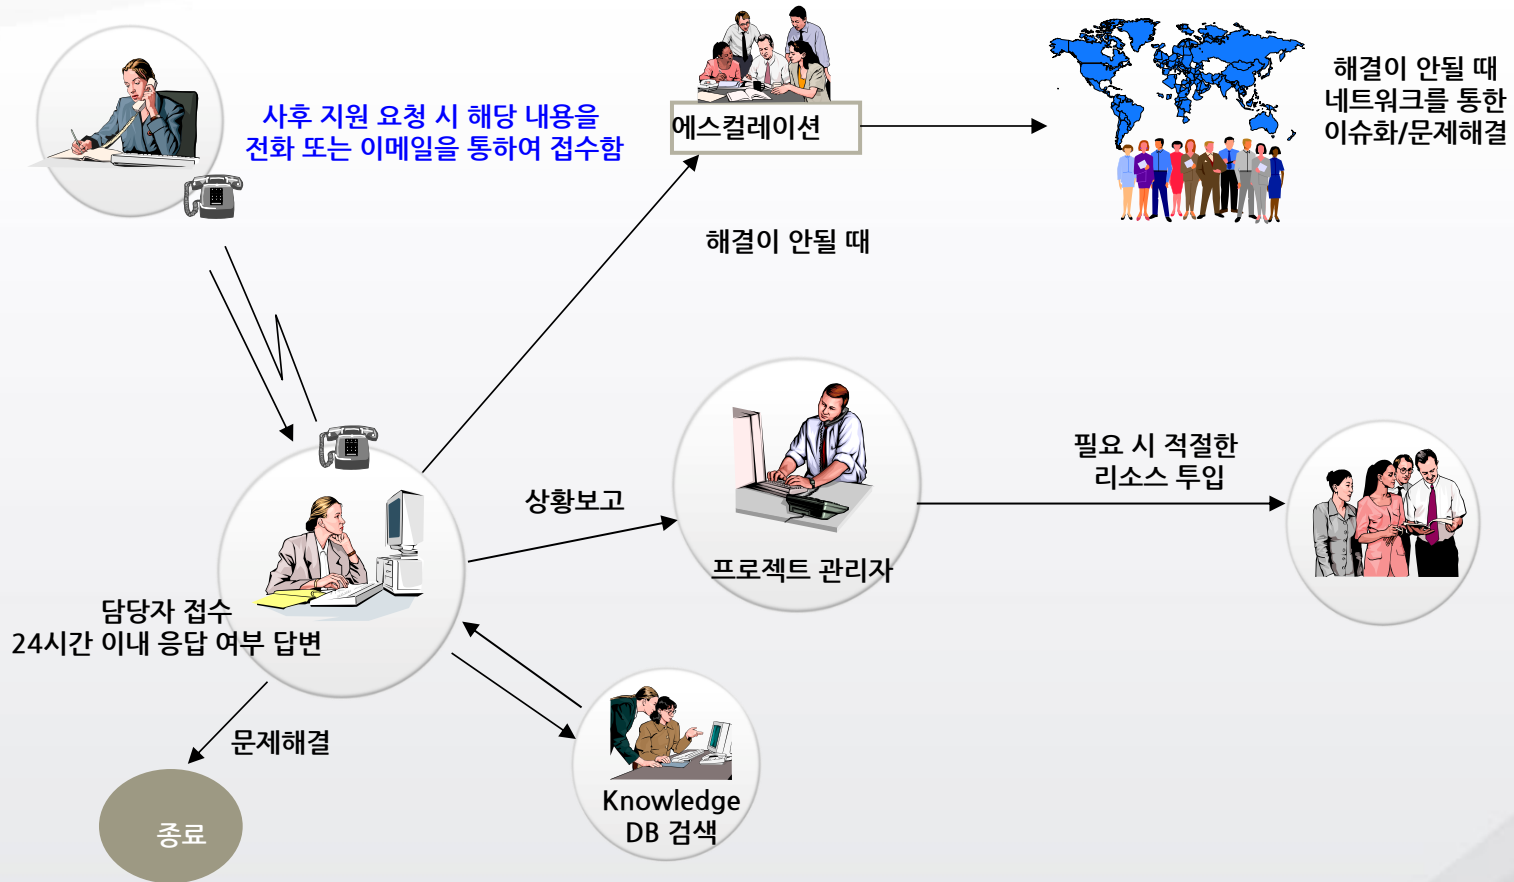 사후 지원 요청 시 해당 내용을
전화 또는 이메일을 통하여 접수함
에스컬레이션
해결이 안될 때
네트워크를 통한
이슈화/문제해결
해결이 안될 때
상황보고
프로젝트 관리자
필요 시 적절한
리소스 투입
담당자 접수
24시간 이내 응답 여부 답변
문제해결
종료
Knowledge
DB 검색